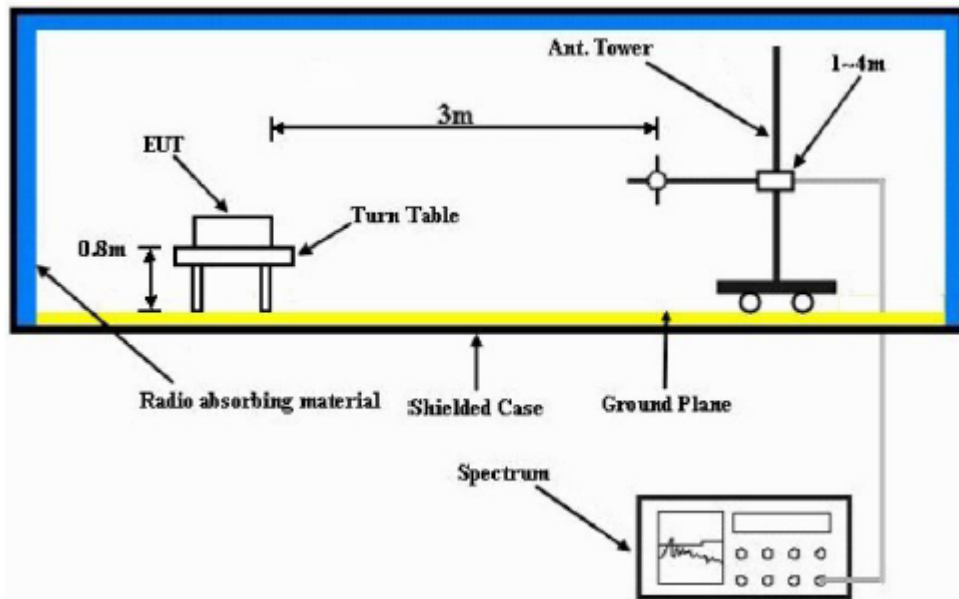 Ant. Tower
1~4m
3m
EUT
Turn Table
0.8m
Radio absorbing material
Shielded Case
Ground Plane
Spectrum